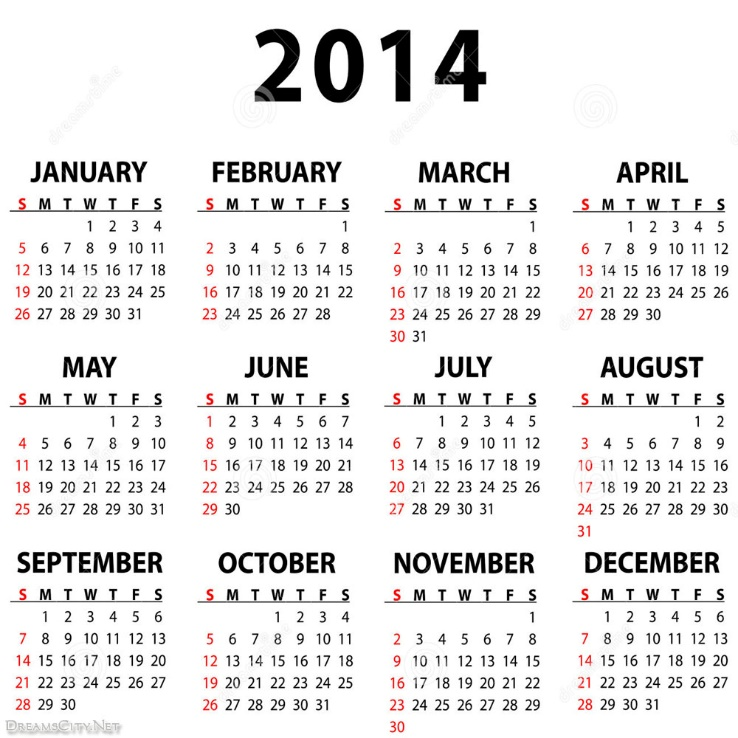 2014
JANUARY
S M T W T F S
1 2 3 4
5 6 7 8 9 10 11
12 13 14 15 16 17 18
19 20 21 22 23 24 25
26 27 28 29 30 31
FEBRUARY
S M T W T F S
1
2 3 4 5 6 7 8
9 10 11 12 13 14 15
16 17 18 19 20 21 22
23 24 25 26 27 28
MARCH
S M T W T F S
1
2 3 4 5 6 7 8
9 10 11 12 13 14 15
16 17 18 19 20 21 22
23 24 25 26 27 28 29
30 31
APRIL
S M T W T F S
1 2 3 4 5
6 7 8 9 10 11 12
13 14 15 16 17 18 19
20 21 22 23 24 25 26
27 28 29 30
MAY
S M T W T F S
1 2 3
4 5 6 7 8 9 10
11 12 13 14 15 16 17
18 19 20 21 22 23 24
25 26 27 28 29 30 31
JUNE
S M T W T F S
1 2 3 4 5 6 7
8 9 10 11 12 13 14
15 16 17 18 19 20 21
22 23 24 25 26 27 28
29 30
JULY
S M T W T F S
1 2 3 4 5
6 7 8 9 10 11 12
13 14 15 16 17 18 19
20 21 22 23 24 25 26
27 28 29 30 31
AUGUST
S M T W T F S
1 2
3 4 5 6 7 8 9
10 11 12 13 14 15 16
17 18 19 20 21 22 23
24 25 26 27 28 29 30
31
SEPTEMBER
S M T W T F S
1 2 3 4 5 6
7 8 9 10 11 12 13
14 15 16 17 18 19 20
21 22 23 24 25 26 27
28 29 30
OCTOBER
S M T W T F S
1 2 3 4
5 6 7 8 9 10 11
12 13 14 15 16 17 18
19 20 21 22 23 24 25
26 27 28 29 30 31
NOVEMBER
S M T W T F S
1
2 3 4 5 6 7 8
9 10 11 12 13 14 15
16 17 18 19 20 21 22
23 24 25 26 27 28 29
30
DECEMBER
S M T W T F S
1 2 3 4 5 6
7 8 9 10 11 12 13
14 15 16 17 18 19 20
21 22 23 24 25 26 27
28 29 30 31
DreamsCity.Net